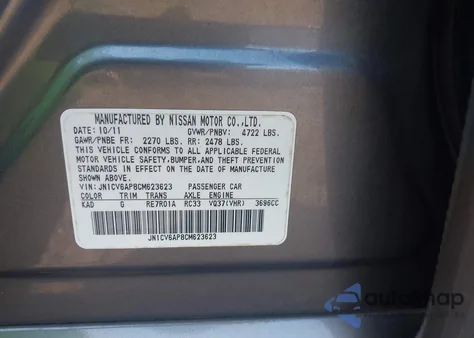 MANUFACTURED BY NISSAN MOTOR CO.,LTD.
DATE: 10/11 GVWR/PNBV: 4722 LBS.
GAWR/PNBE FR: 2270 LBS. RR: 2478 LBS.
THIS VEHICLE CONFORMS TO ALL APPLICABLE FEDERAL
MOTOR VEHICLE SAFETY,BUMPER,AND THEFT PREVENTION
STANDARDS IN EFFECT ON THE DATE OF MANUFACTURE
SHOWN ABOVE.
VIN: JN1CV6AP8CM623623 PASSENGER CAR
COLOR TRIM TRANS AXLE ENGINE
KAD G RE7R01A RC33 VQ37(VHR) 3696CC
JN1CV6AP8CM623623
autoimap